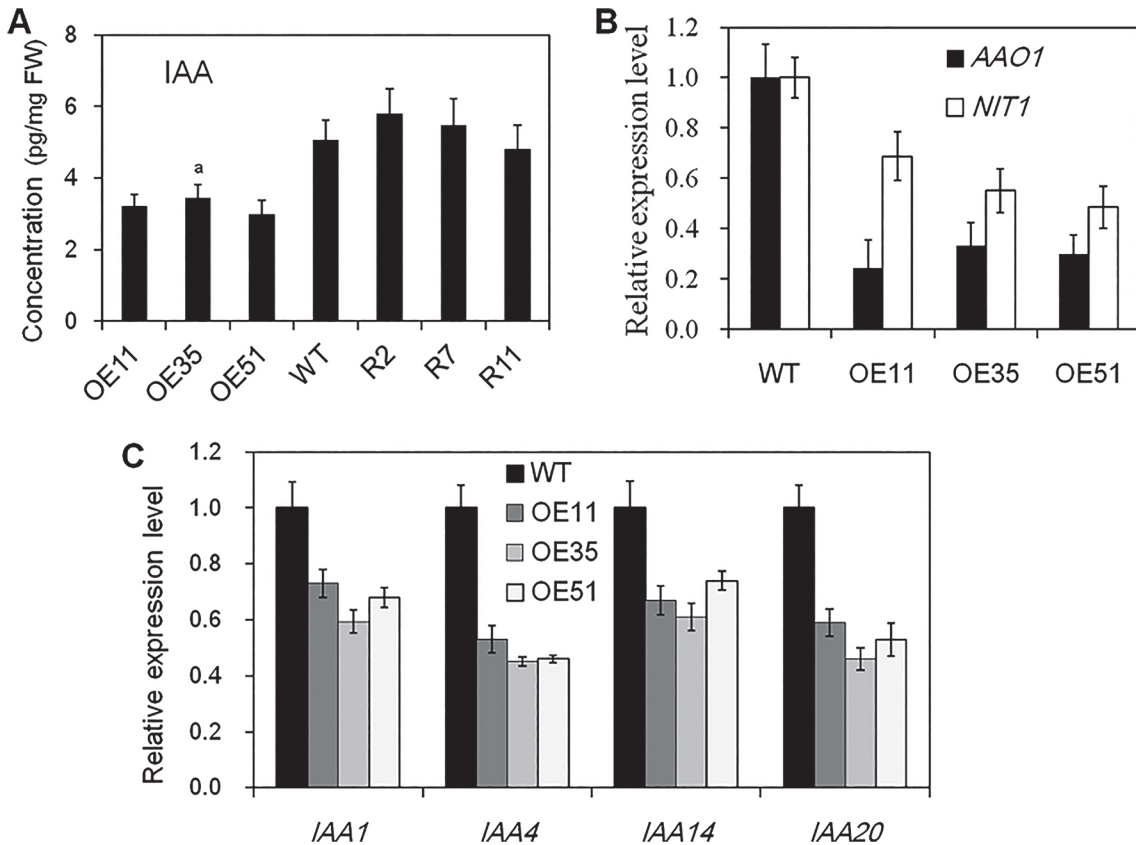 A
IAA
a
Concentration (pg/mg FW)
8
6
4
2
0
OE11
OE35
OE51
WT
R2
R7
R11
B
Relative expression level
1.2
1.0
0.8
0.6
0.4
0.2
0.0
AAO1
NIT1
WT
OE11
OE35
OE51
C
Relative expression level
1.2
1.0
0.8
0.6
0.4
0.2
0.0
WT
OE11
OE35
OE51
IAA1
IAA4
IAA14
IAA20